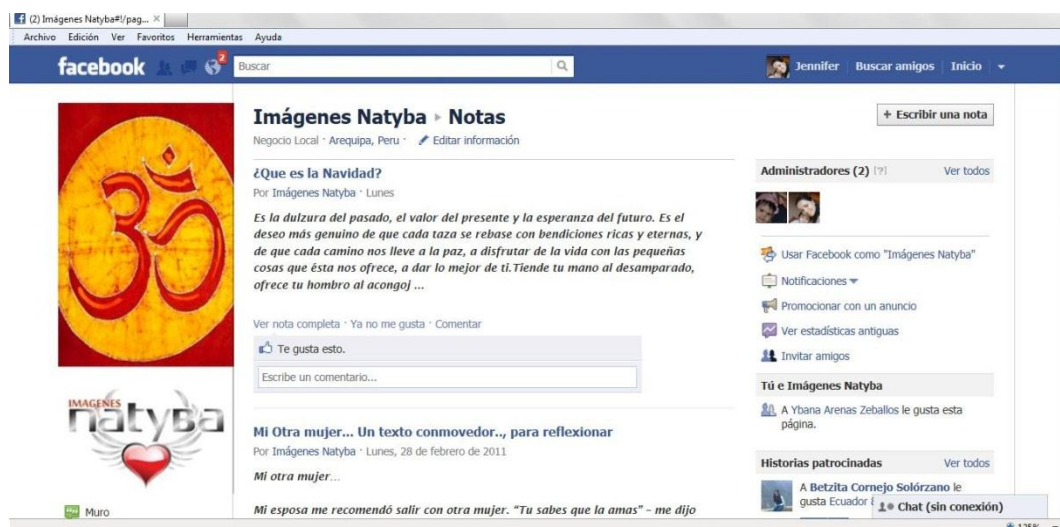 (2) Imágenes Natyba#!/pag... ×
Archivo Edición Ver Favoritos Herramientas Ayuda
facebook 2 Buscar Jennifer Buscar amigos Inicio
Imágenes Natyba ▸ Notas
Negocio Local · Arequipa, Peru · Editar información
+ Escribir una nota
¿Que es la Navidad?
Por Imágenes Natyba · Lunes
Es la dulzura del pasado, el valor del presente y la esperanza del futuro. Es el
deseo más genuino de que cada taza se rebase con bendiciones ricas y eternas, y
de que cada camino nos lleve a la paz, a disfrutar de la vida con las pequeñas
cosas que ésta nos ofrece, a dar lo mejor de ti.Tiende tu mano al desamparado,
ofrece tu hombro al acongoj ...
Ver nota completa · Ya no me gusta · Comentar
Te gusta esto.
Escribe un comentario...
Mi Otra mujer... Un texto conmovedor.., para reflexionar
Por Imágenes Natyba · Lunes, 28 de febrero de 2011
Mi otra mujer...
Mi esposa me recomendó salir con otra mujer. “Tu sabes que la amas” – me dijo
IMAGENES
natyba
Muro
Administradores (2) [?] Ver todos
Usar Facebook como "Imágenes Natyba"
Notificaciones
Promocionar con un anuncio
Ver estadísticas antiguas
Invitar amigos
Tú e Imágenes Natyba
A Ybana Arenas Zeballos le gusta esta
página.
Historias patrocinadas Ver todos
A Betzita Cornejo Solórzano le
gusta Ecuador
Chat (sin conexión)
125%